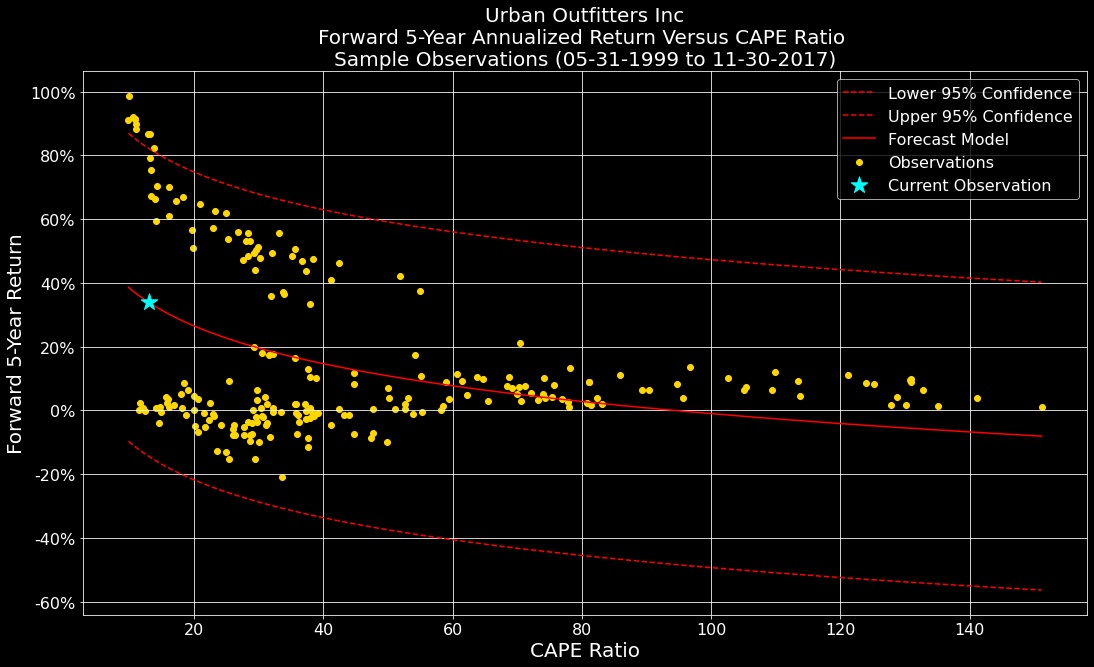 Urban Outfitters Inc
Forward 5-Year Annualized Return Versus CAPE Ratio
Sample Observations (05-31-1999 to 11-30-2017)
Lower 95% Confidence
Upper 95% Confidence
Forecast Model
Observations
Current Observation
Forward 5-Year Return
100%
80%
60%
40%
20%
0%
-20%
-40%
-60%
20 40 60 80 100 120 140
CAPE Ratio